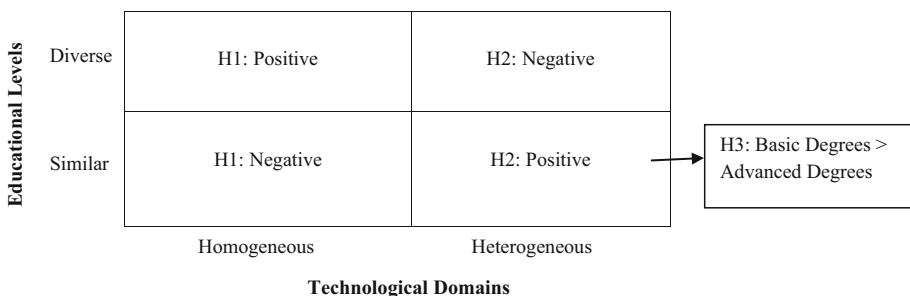 Educational Levels
Diverse
H1: Positive
H2: Negative
Similar
H1: Negative
H2: Positive
H3: Basic Degrees >
Advanced Degrees
Homogeneous
Heterogeneous
Technological Domains